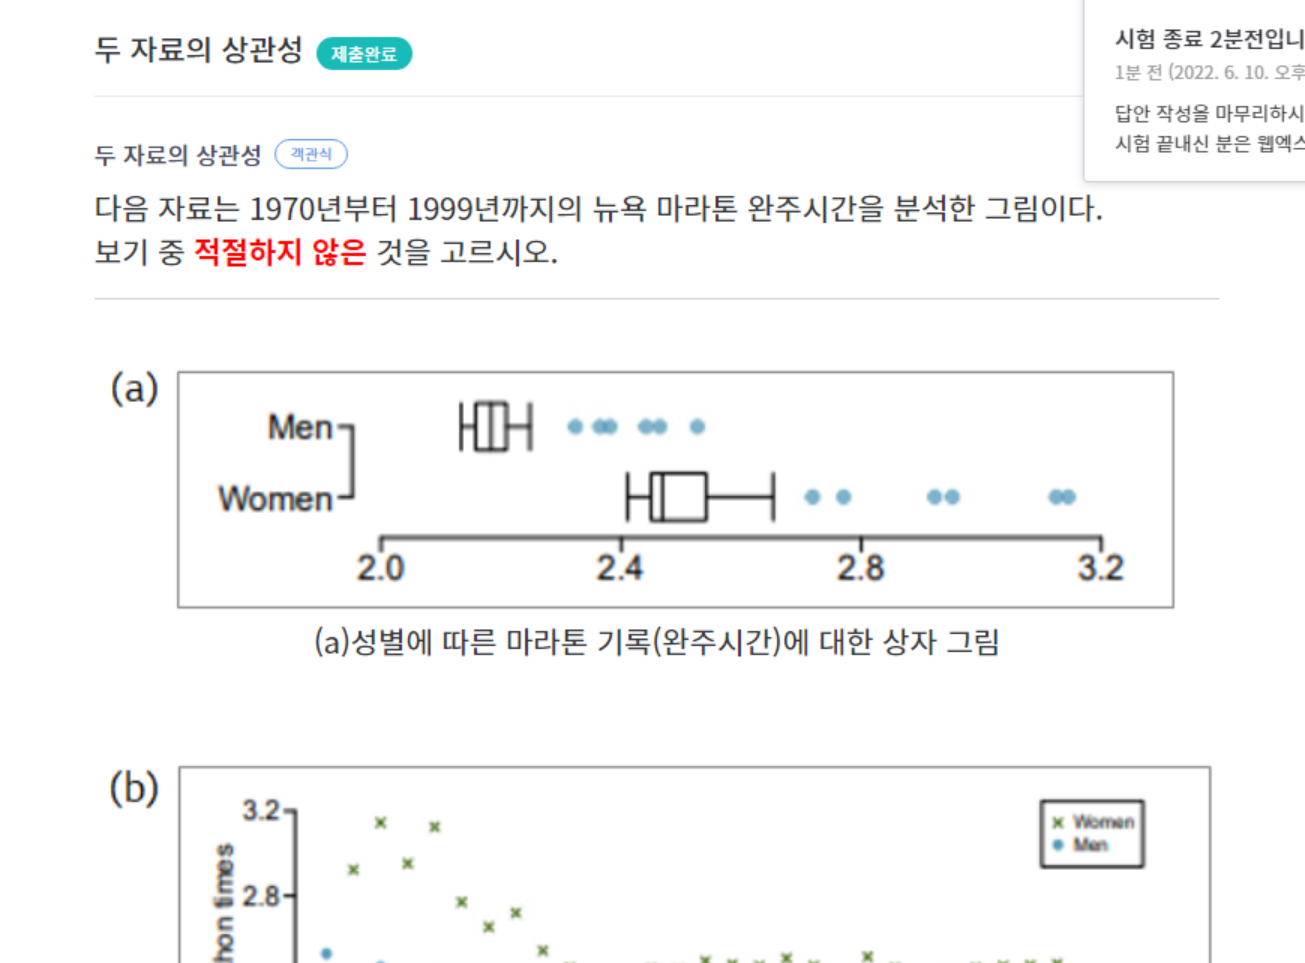 두 자료의 상관성 제출완료
시험 종료 2분전입니
1분 전 (2022. 6. 10. 오후
답안 작성을 마무리하시
시험 끝내신 분은 웹엑스
두 자료의 상관성 객관식
다음 자료는 1970년부터 1999년까지의 뉴욕 마라톤 완주시간을 분석한 그림이다.
보기 중 적절하지 않은 것을 고르시오.
(a)
Men
Women
2.0 2.4 2.8 3.2
(a)성별에 따른 마라톤 기록(완주시간)에 대한 상자 그림
(b)
3.2
2.8
hon times
Women
Men